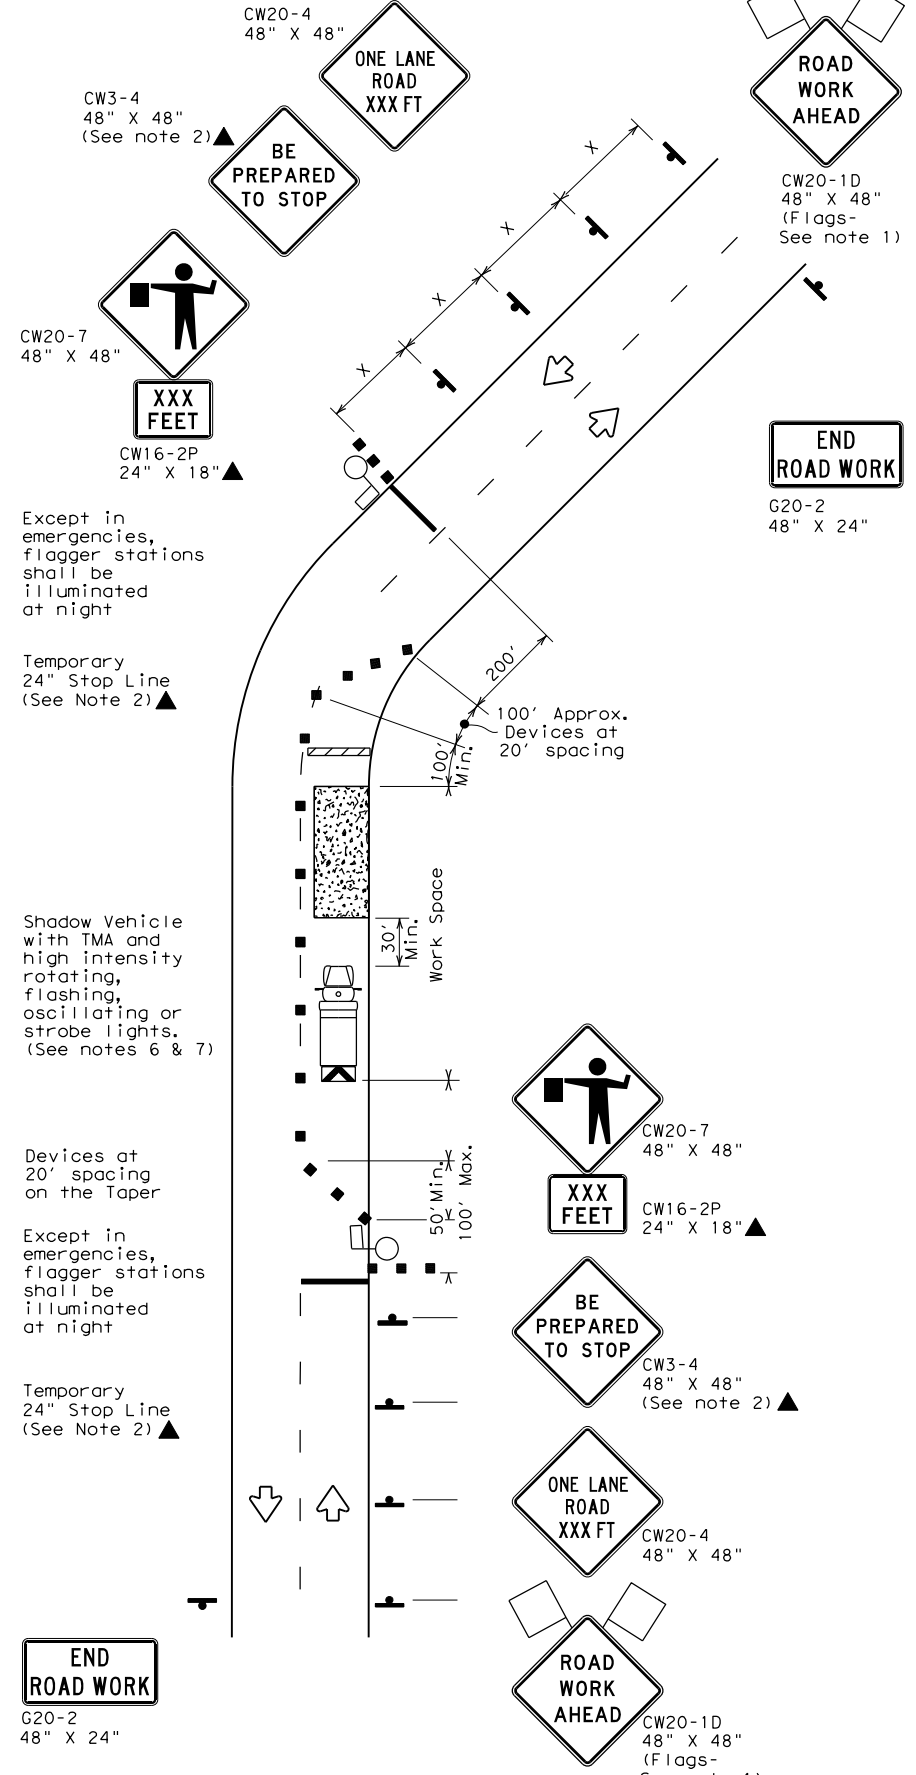 CW20-4
48" X 48"
ONE LANE
ROAD
XXX FT
ROAD
WORK
AHEAD
CW20-1D
48" X 48"
(Flags-
See note 1)
CW3-4
48" X 48"
(See note 2)
BE
PREPARED
TO STOP
X
X
X
X
CW20-7
48" X 48"
XXX
FEET
CW16-2P
24" X 18"
END
ROAD WORK
G20-2
48" X 24"
Except in
emergencies,
flagger stations
shall be
illuminated
at night
Temporary
24" Stop Line
(See Note 2)
200'
100' Approx.
Devices at
20' spacing
100'
Min.
Work Space
30'
Min.
Shadow Vehicle
with TMA and
high intensity
rotating,
flashing,
oscillating or
strobe lights.
(See notes 6 & 7)
Devices at
20' spacing
on the Taper
50' Min.
100' Max.
Except in
emergencies,
flagger stations
shall be
illuminated
at night
Temporary
24" Stop Line
(See Note 2)
CW20-7
48" X 48"
XXX
FEET
CW16-2P
24" X 18"
BE
PREPARED
TO STOP
CW3-4
48" X 48"
(See note 2)
ONE LANE
ROAD
XXX FT
CW20-4
48" X 48"
END
ROAD WORK
G20-2
48" X 24"
ROAD
WORK
AHEAD
CW20-1D
48" X 48"
(Flags-